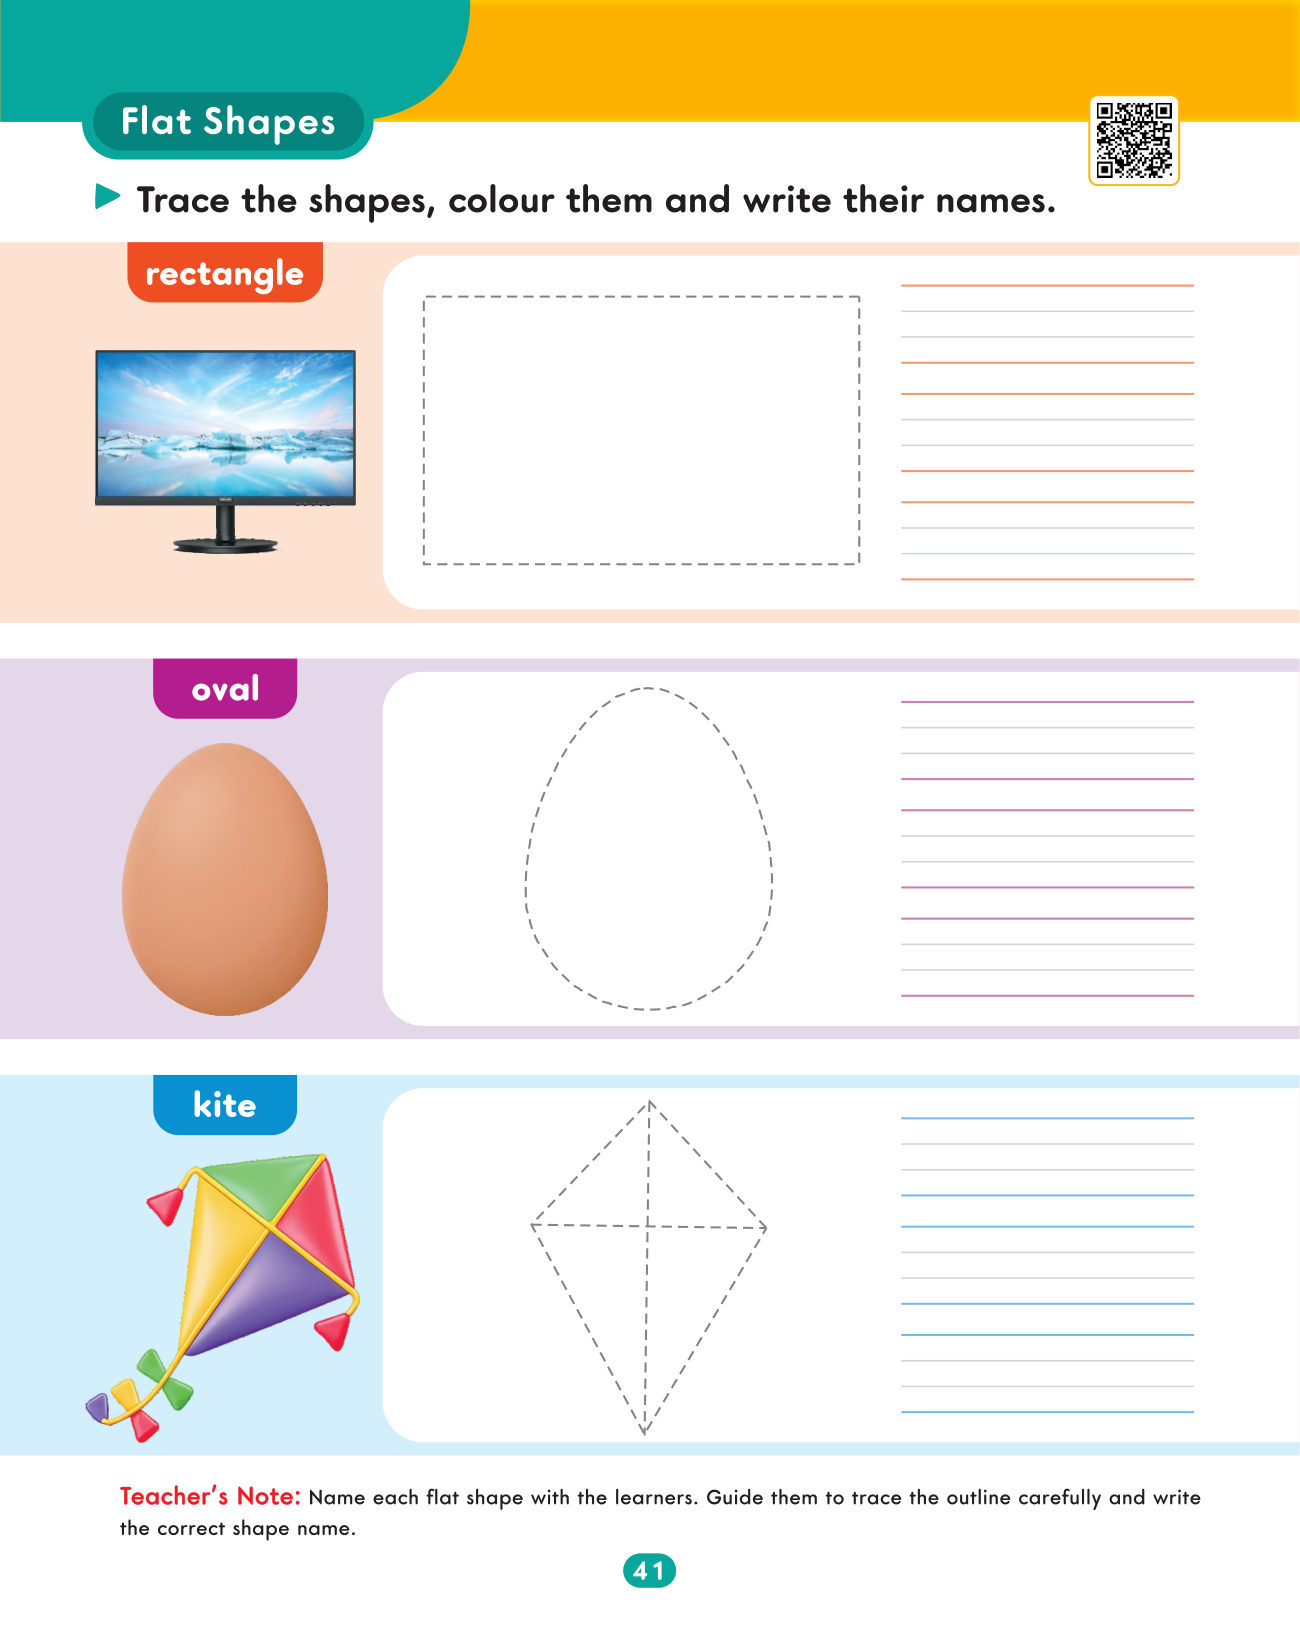 Flat Shapes
Trace the shapes, colour them and write their names.
rectangle
oval
kite
Teacher's Note: Name each flat shape with the learners. Guide them to trace the outline carefully and write
the correct shape name.
41